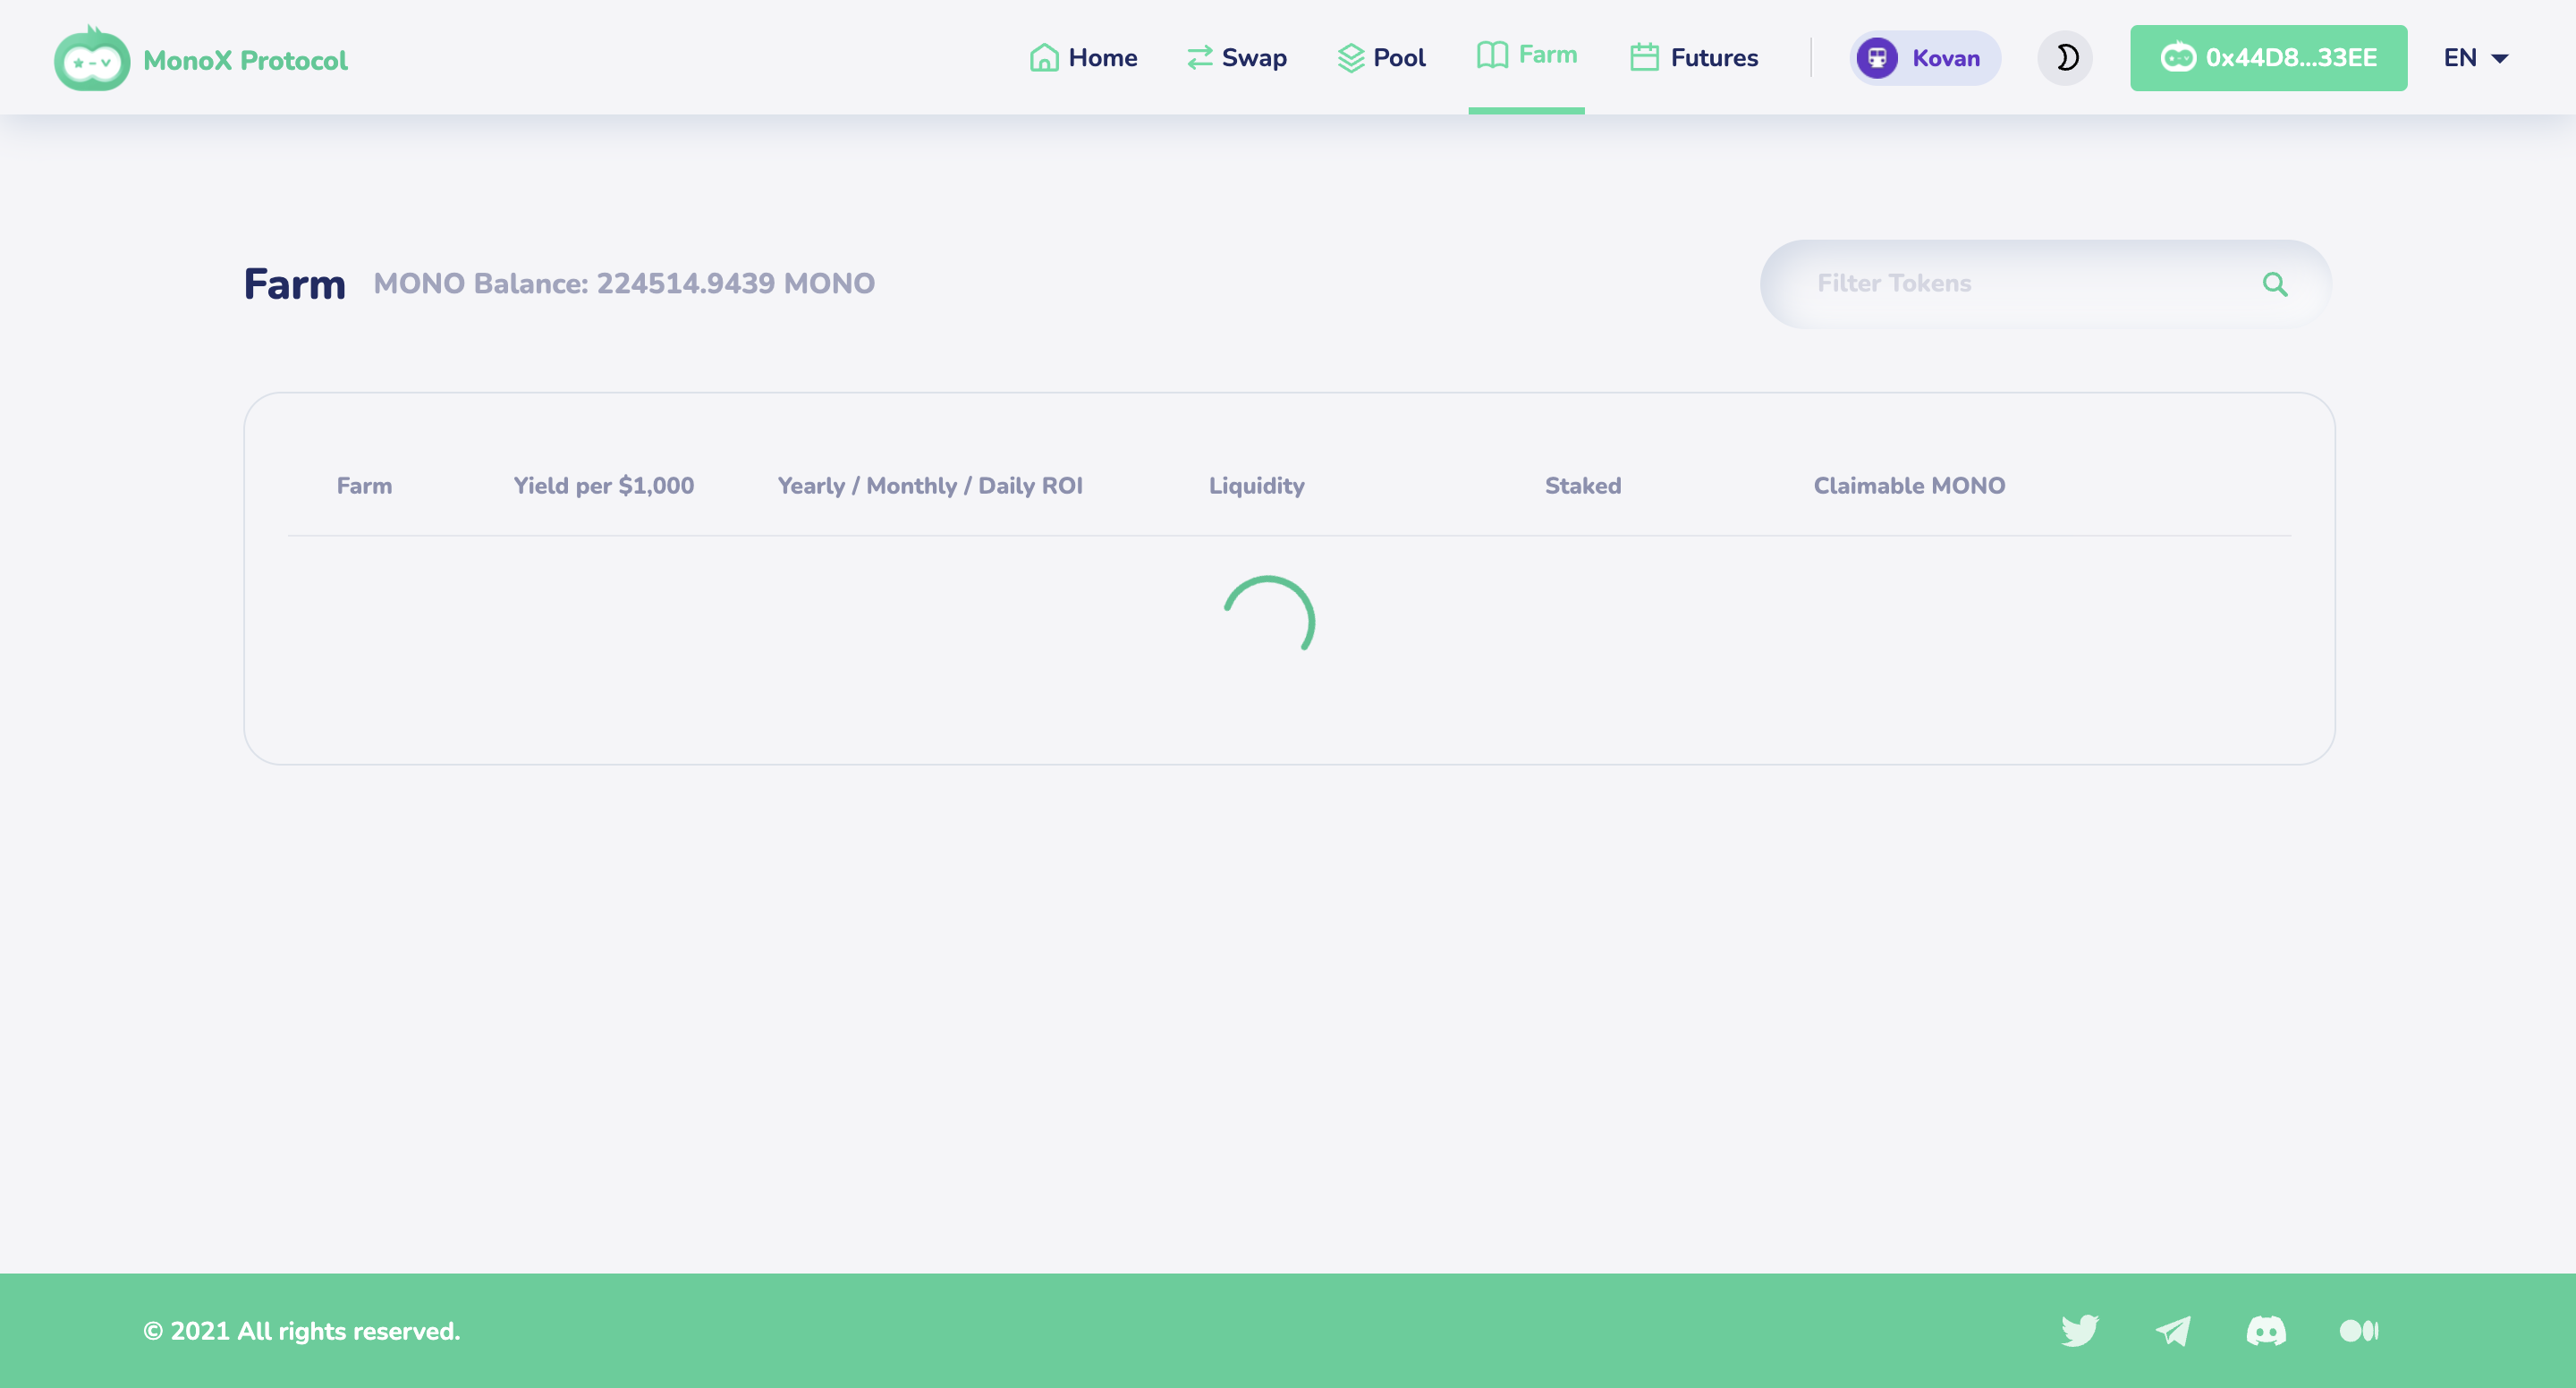 MonoX Protocol
Home
Swap
Pool
Farm
Futures
Kovan
0x44D8...33EE
EN
Farm
MONO Balance: 224514.9439 MONO
Filter Tokens
Farm
Yield per $1,000
Yearly / Monthly / Daily ROI
Liquidity
Staked
Claimable MONO
© 2021 All rights reserved.